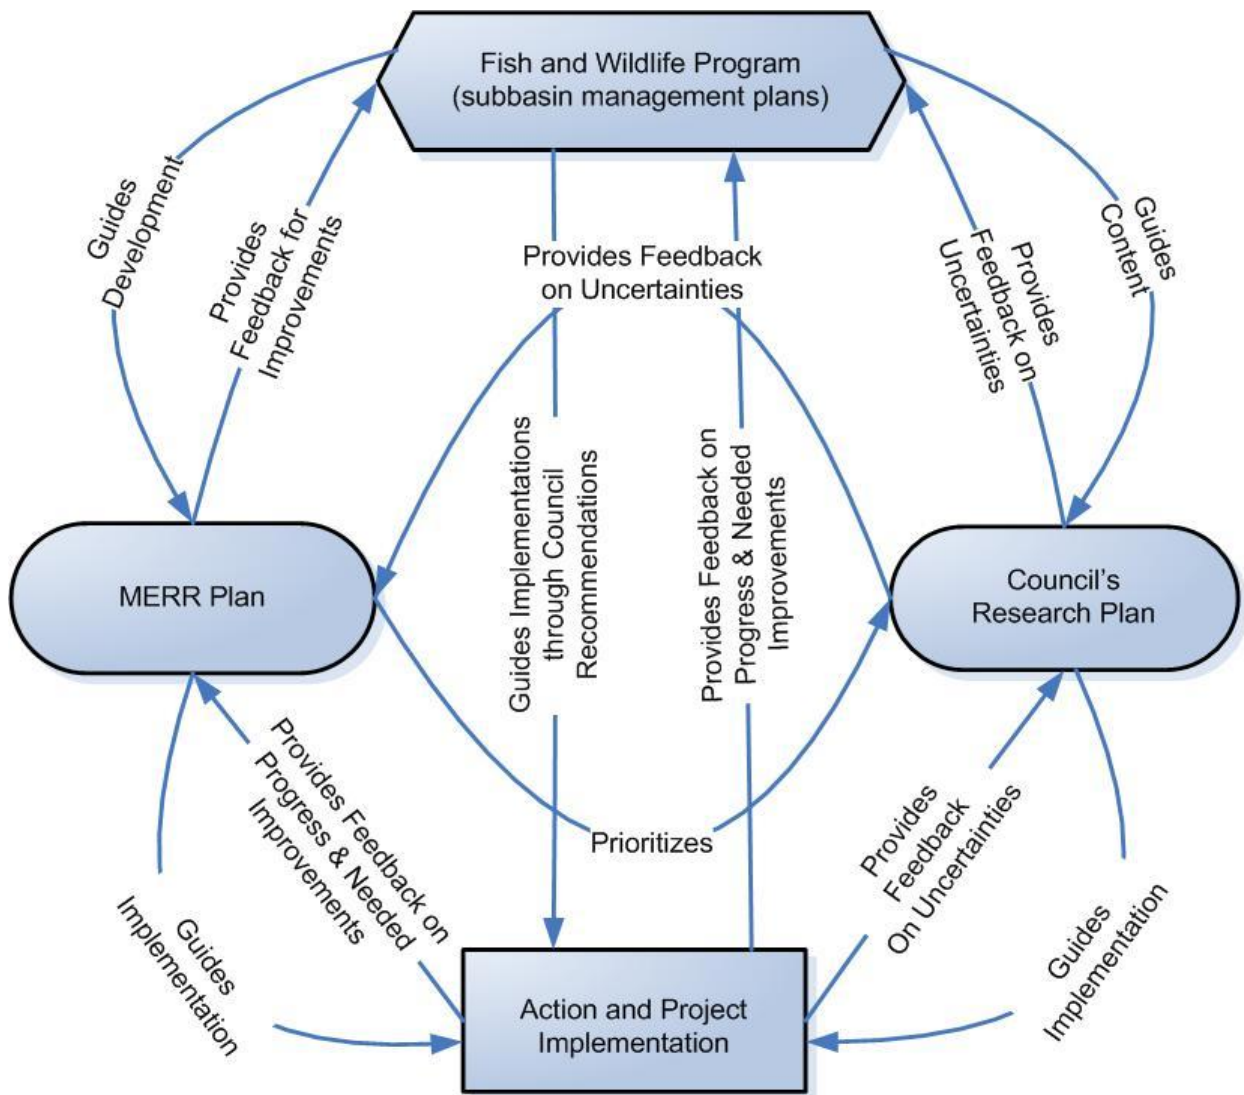 Fish and Wildlife Program
(subbasin management plans)
Guides
Development
Provides
Feedback for
Improvements
Provides Feedback
on Uncertainties
Provides
Feedback on
Uncertainties
Guides
Content
Guides Implementations
through Council
Recommendations
Provides Feedback on
Progress & Needed
Improvements
MERR Plan
Council's
Research Plan
Provides Feedback on
Progress & Needed
Improvements
Prioritizes
Provides
Feedback
On Uncertainties
Guides
Implementation
Guides
Implementation
Action and Project
Implementation